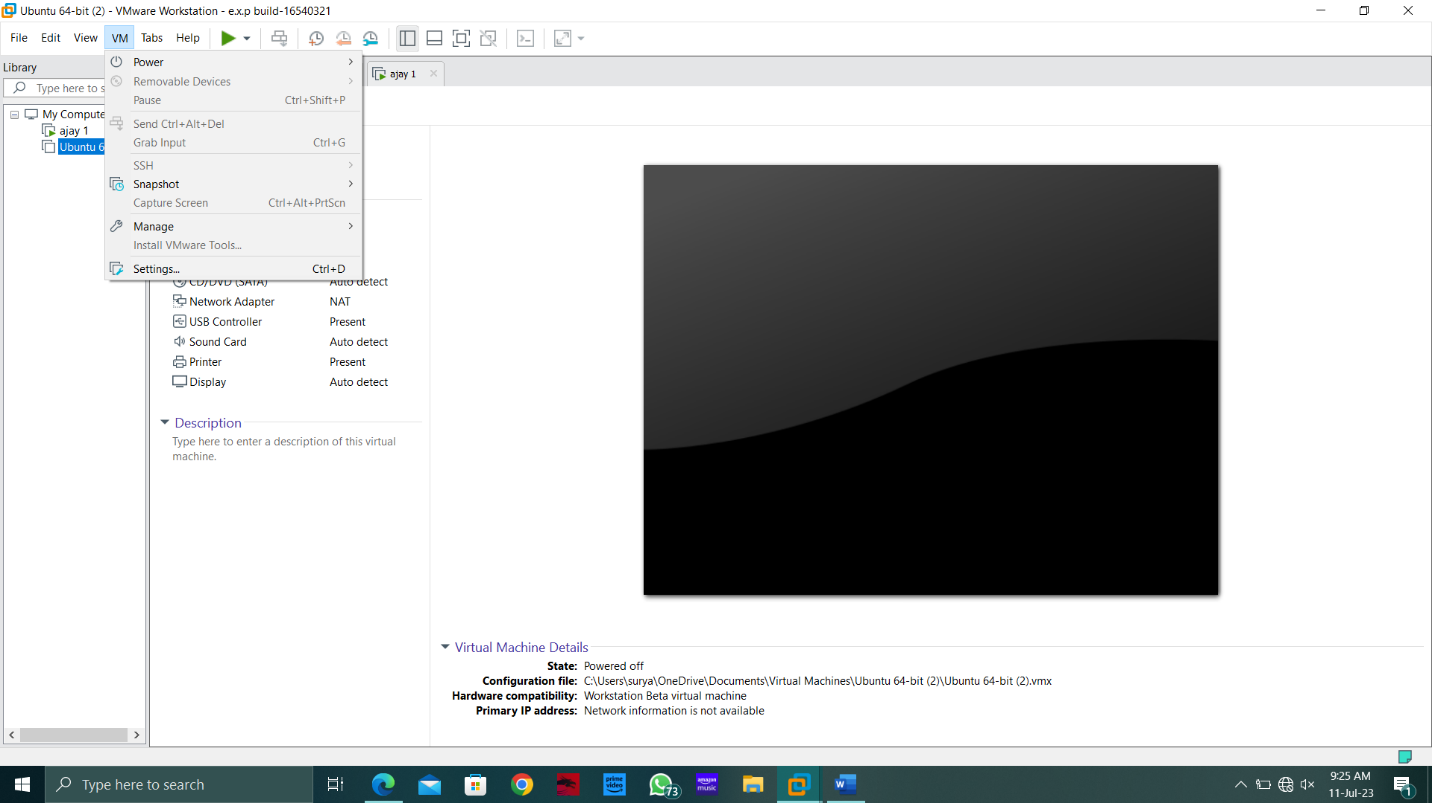 Ubuntu 64-bit (2) - VMware Workstation - e.x.p build-16540321
File Edit View VM Tabs Help
Library
Type here to s
My Compute
ajay 1
Ubuntu 6
Power
Removable Devices
Pause Ctrl+Shift+P
Send Ctrl+Alt+Del
Grab Input Ctrl+G
SSH
Snapshot
Capture Screen Ctrl+Alt+PrtScn
Manage
Install VMware Tools...
Settings... Ctrl+D
ajay 1
CD/DVD (SATA) Auto detect
Network Adapter NAT
USB Controller Present
Sound Card Auto detect
Printer Present
Display Auto detect
Description
Type here to enter a description of this virtual
machine.
Virtual Machine Details
State: Powered off
Configuration file: C:\Users\surya\OneDrive\Documents\Virtual Machines\Ubuntu 64-bit (2)\Ubuntu 64-bit (2).vmx
Hardware compatibility: Workstation Beta virtual machine
Primary IP address: Network information is not available
Type here to search
prime video
73
amazon music
W
9:25 AM
11-Jul-23
1